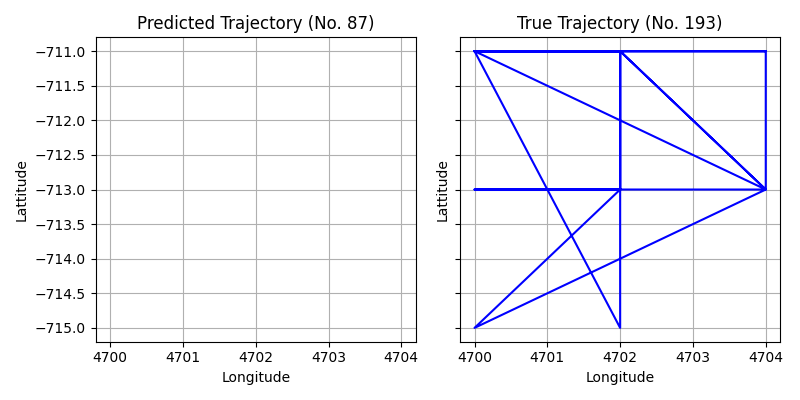 Predicted Trajectory (No. 87)
True Trajectory (No. 193)
−711.0
−711.5
−712.0
−712.5
−713.0
−713.5
−714.0
−714.5
−715.0
Lattitude
Lattitude
4700 4701 4702 4703 4704
4700 4701 4702 4703 4704
Longitude
Longitude